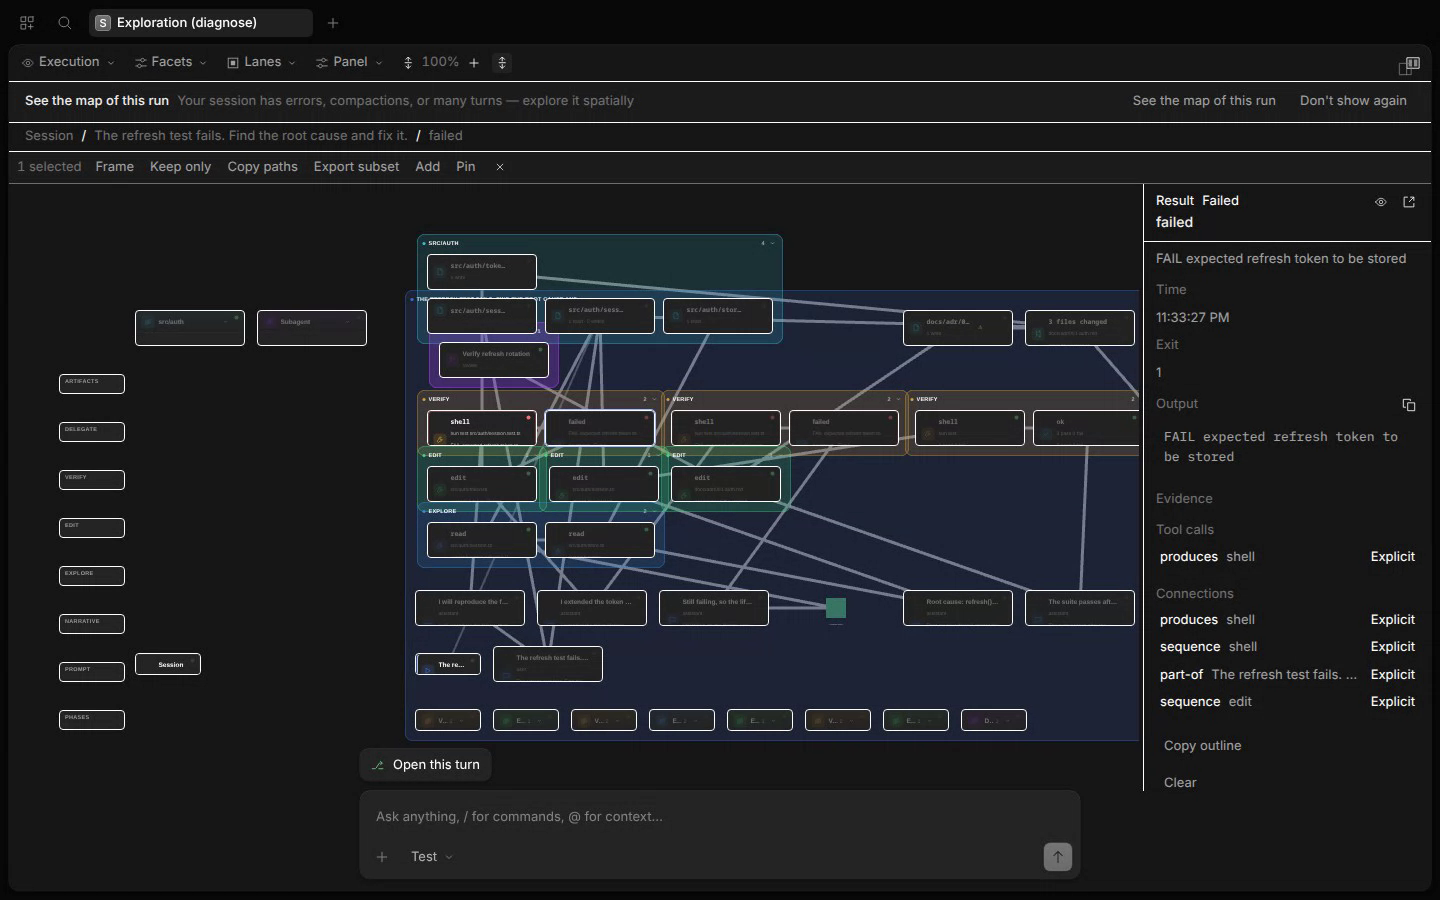 S Exploration (diagnose)
Execution Facets Lanes Panel 100%
See the map of this run Your session has errors, compactions, or many turns — explore it spatially See the map of this run Don't show again
Session / The refresh test fails. Find the root cause and fix it. / failed
1 selected Frame Keep only Copy paths Export subset Add Pin
SRC/AUTH 4
src/auth/toke…
src/auth/sess… src/auth/sess… src/auth/stor…
src/auth Subagent
docs/adr/0… 3 files changed
Verify refresh rotation
ARTIFACTS
DELEGATE
VERIFY
EDIT
EXPLORE
NARRATIVE
PROMPT
PHASES
Session
VERIFY 2 VERIFY 2 VERIFY 2
shell failed shell failed shell ok
EDIT EDIT EDIT
edit edit edit
EXPLORE 2
read read
I will reproduce the f… I extended the token … Still failing, so the lif… Root cause: refresh()… The suite passes aft…
The re… The refresh test fails.…
V… E… V… E… E… V… E… D…
Result Failed
failed
FAIL expected refresh token to be stored
Time
11:33:27 PM
Exit
1
Output
FAIL expected refresh token to
be stored
Evidence
Tool calls
produces shell Explicit
Connections
produces shell Explicit
sequence shell Explicit
part-of The refresh test fails. … Explicit
sequence edit Explicit
Copy outline
Clear
Open this turn
Ask anything, / for commands, @ for context…
Test